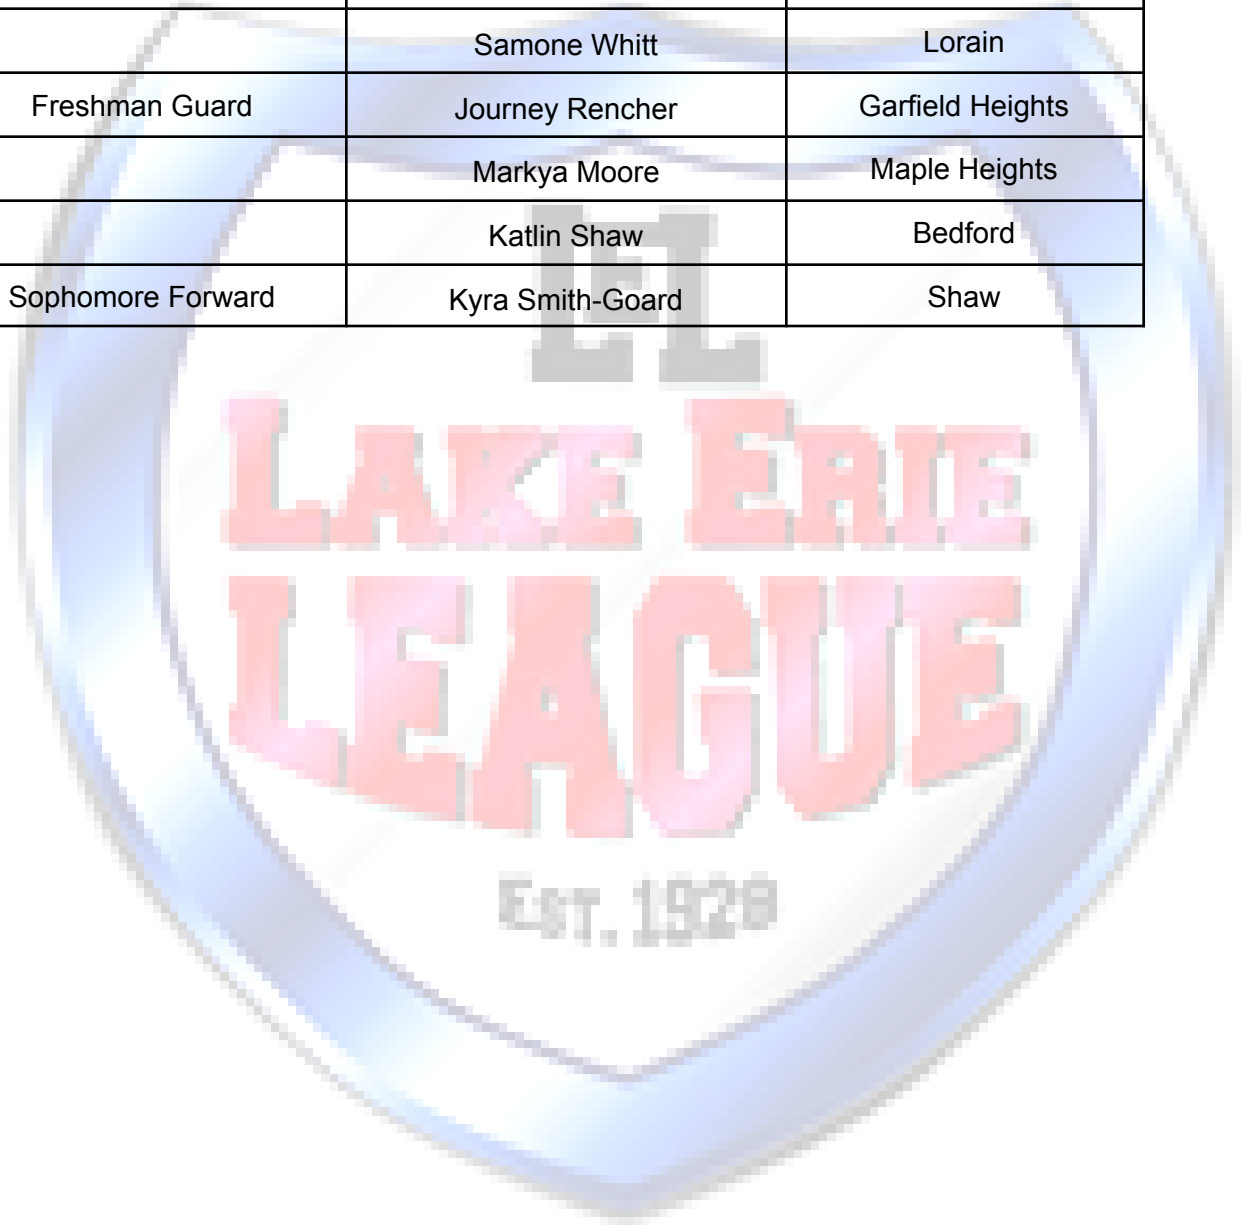 Samone Whitt Lorain
Freshman Guard Journey Rencher Garfield Heights
Markya Moore Maple Heights
Katlin Shaw Bedford
Sophomore Forward Kyra Smith-Goard Shaw
LEL
LAKE ERIE
LEAGUE
EST. 1928